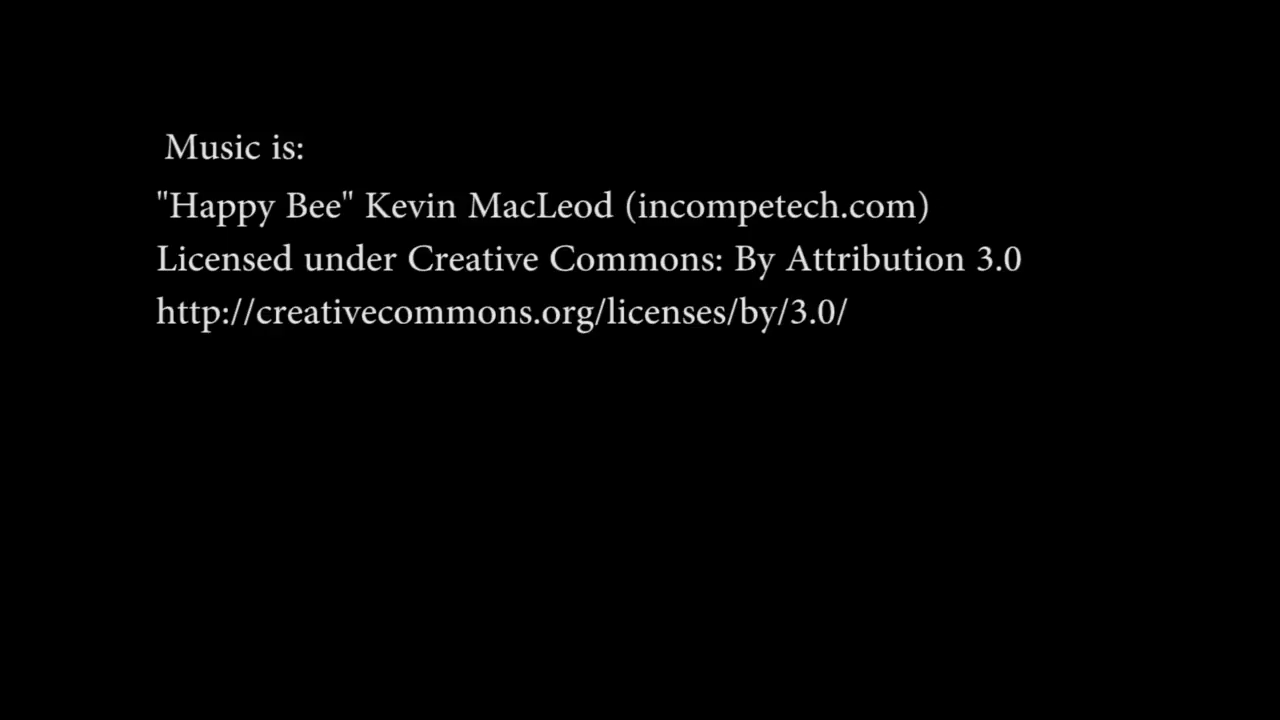 Music is:
"Happy Bee" Kevin MacLeod (incompetech.com)
Licensed under Creative Commons: By Attribution 3.0
http://creativecommons.org/licenses/by/3.0/